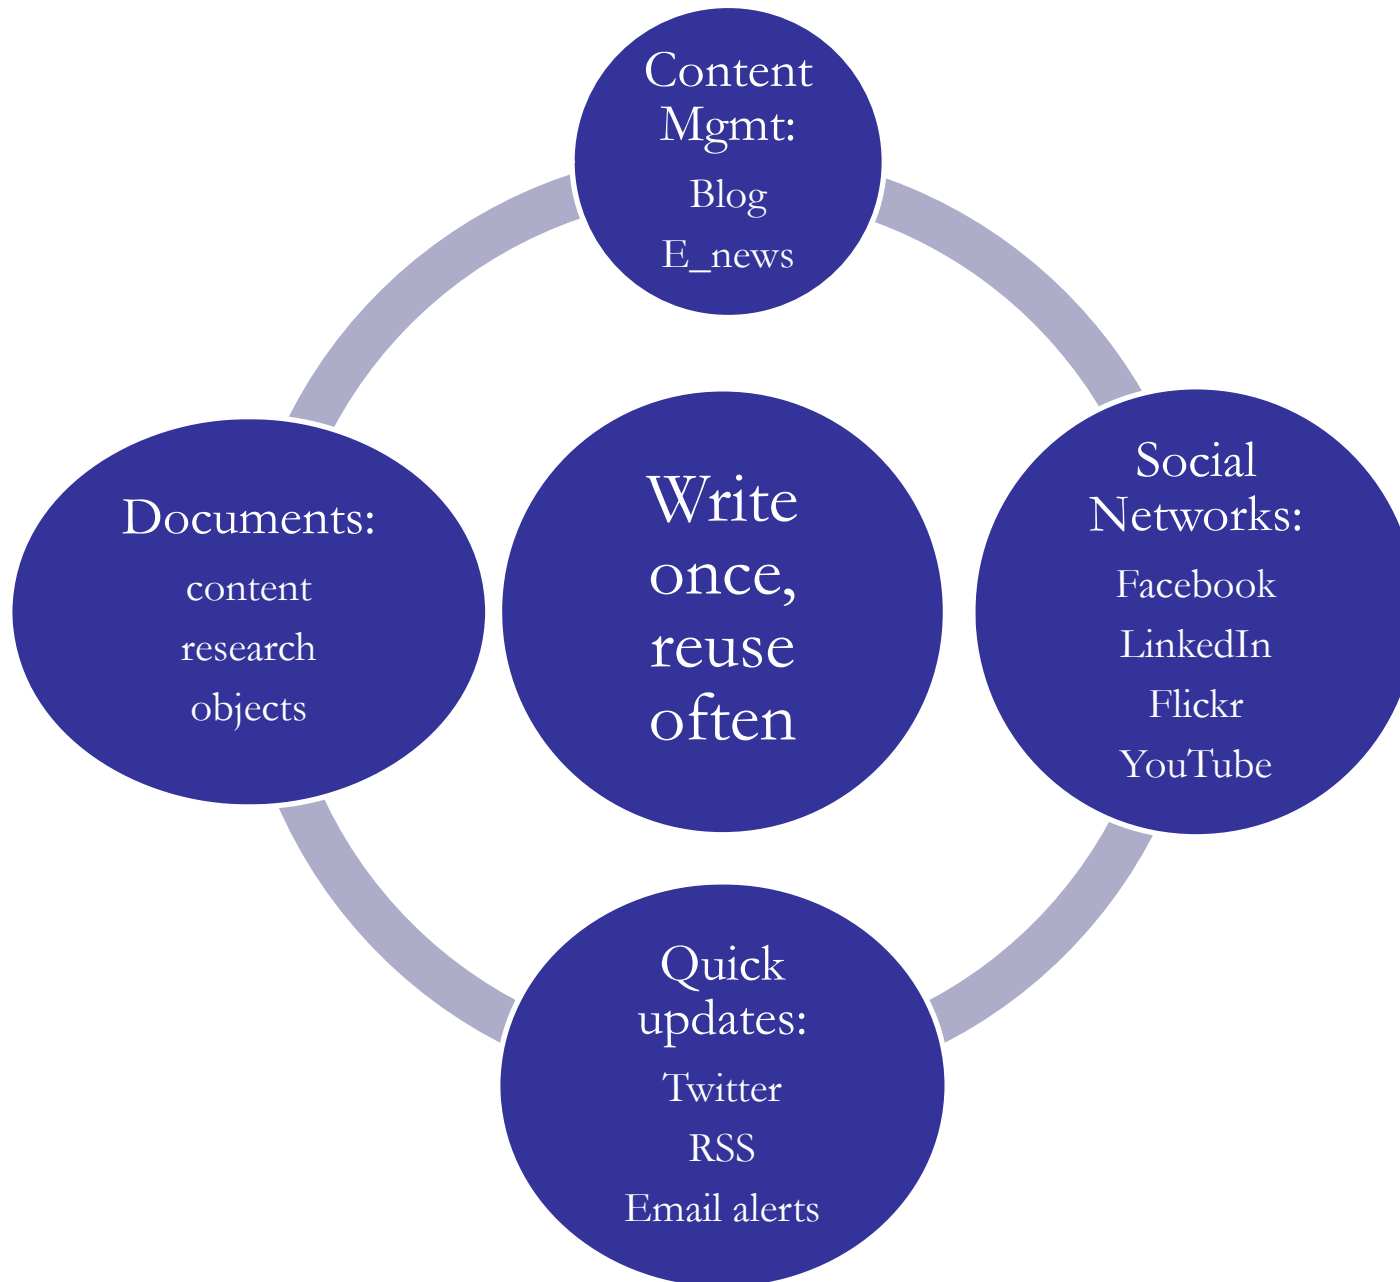 Content
Mgmt:
Blog
E_news
Documents:
content
research
objects
Write
once,
reuse
often
Social
Networks:
Facebook
LinkedIn
Flickr
YouTube
Quick
updates:
Twitter
RSS
Email alerts